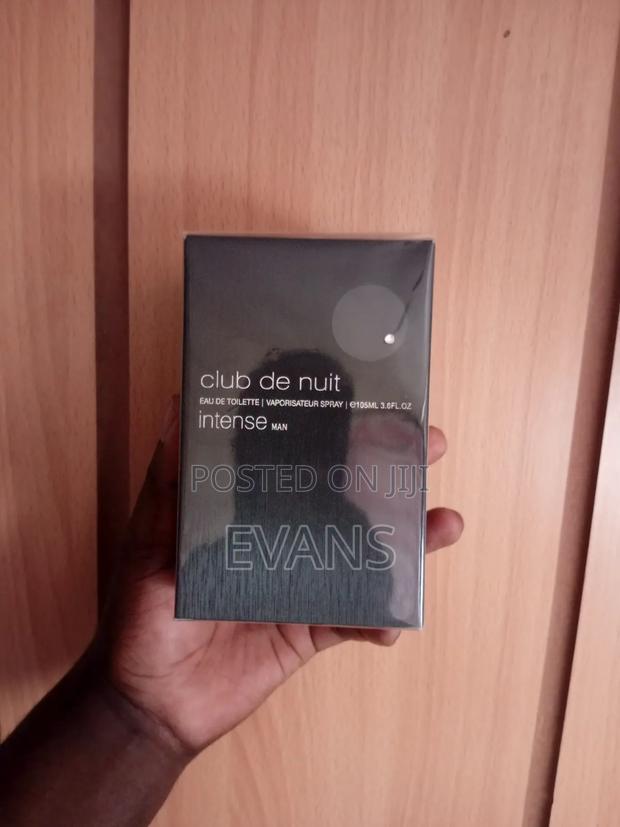 club de nuit
EAU DE TOILETTE | VAPORISATEUR SPRAY | ℮105ML 3.6FL.OZ
intense MAN
POSTED ON JIJI
EVANS